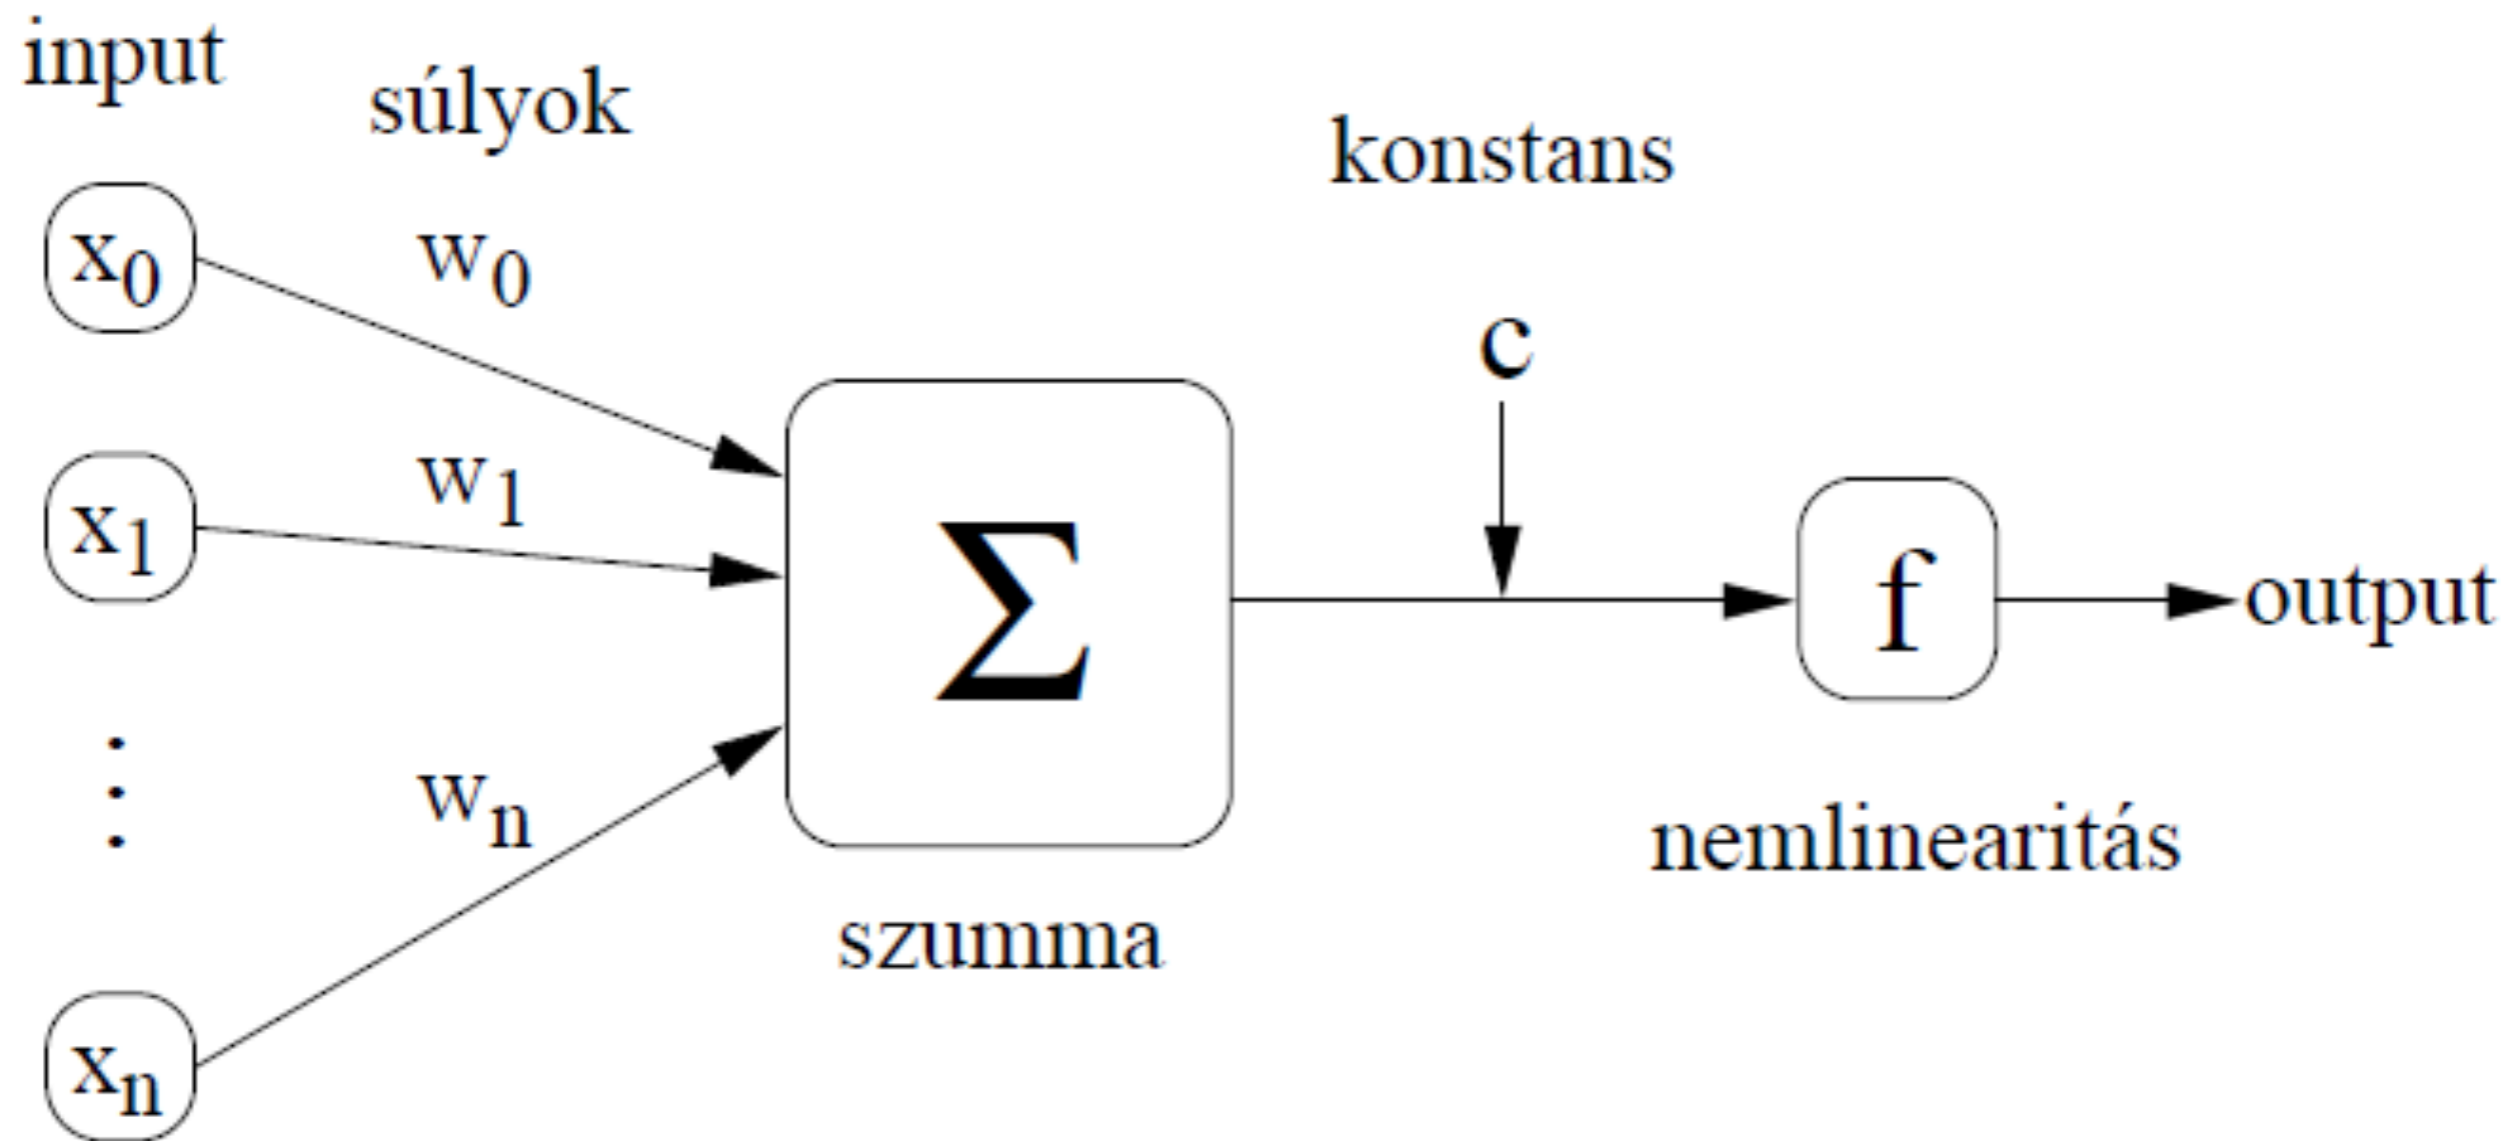 input
súlyok
konstans
x0
w0
c
x1
w1
Σ
f
output
wn
nemlinearitás
szumma
xn